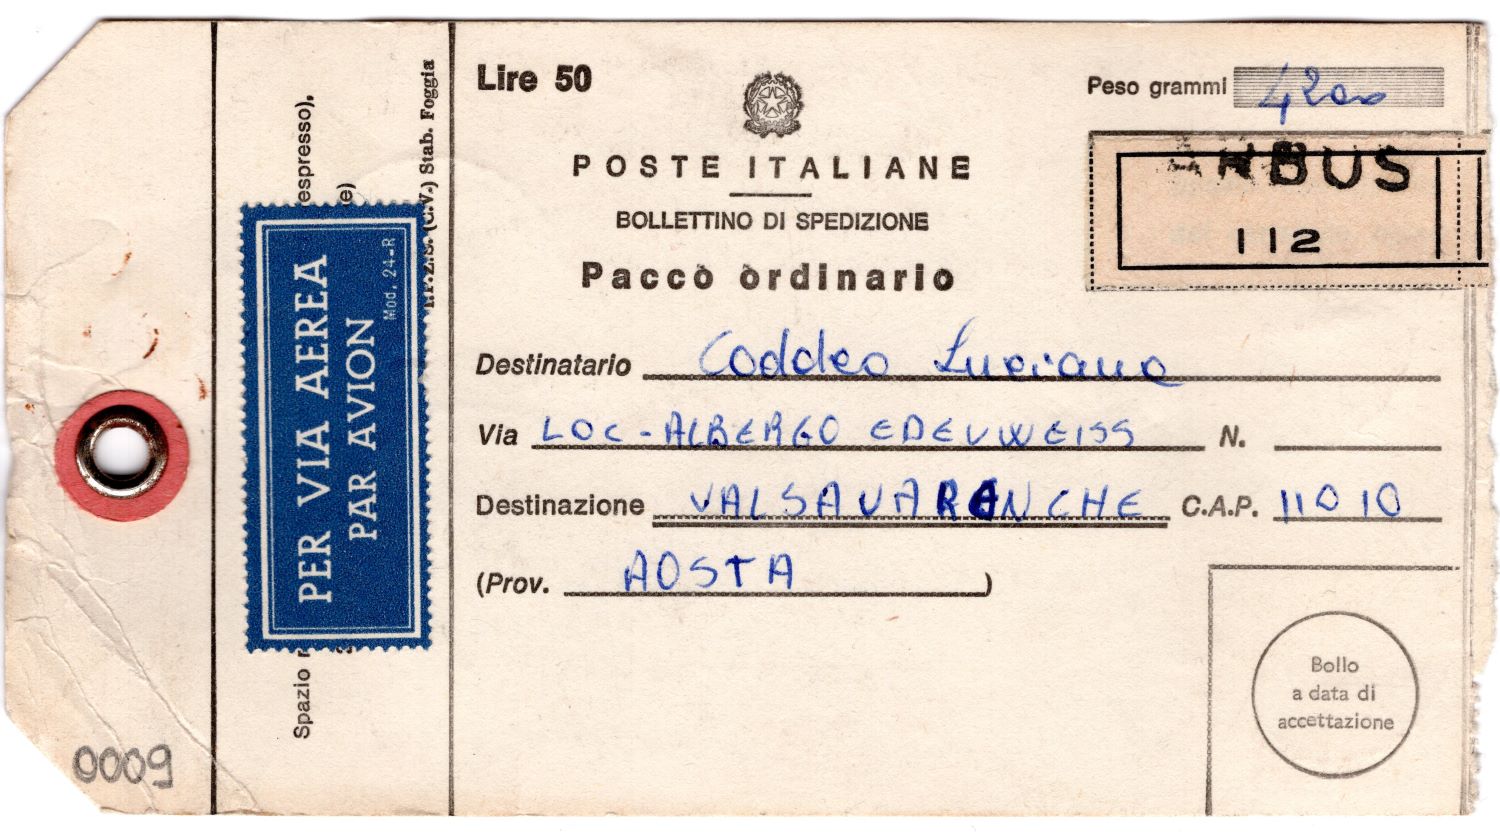 Lire 50
Peso grammi 4200
POSTE ITALIANE
BOLLETTINO DI SPEDIZIONE
Pacco ordinario
ARBUS
112
Destinatario Coddeo Luciano
Via LOC - ALBERGO EDELWEISS N.
Destinazione VALSAVARENCHE C.A.P. 11010
(Prov. AOSTA )
Bollo
a data di
accettazione
PER VIA AEREA
PAR AVION
Mod. 24-R
Spazio
espresso),
(C.V.) Stab. Foggia
0009